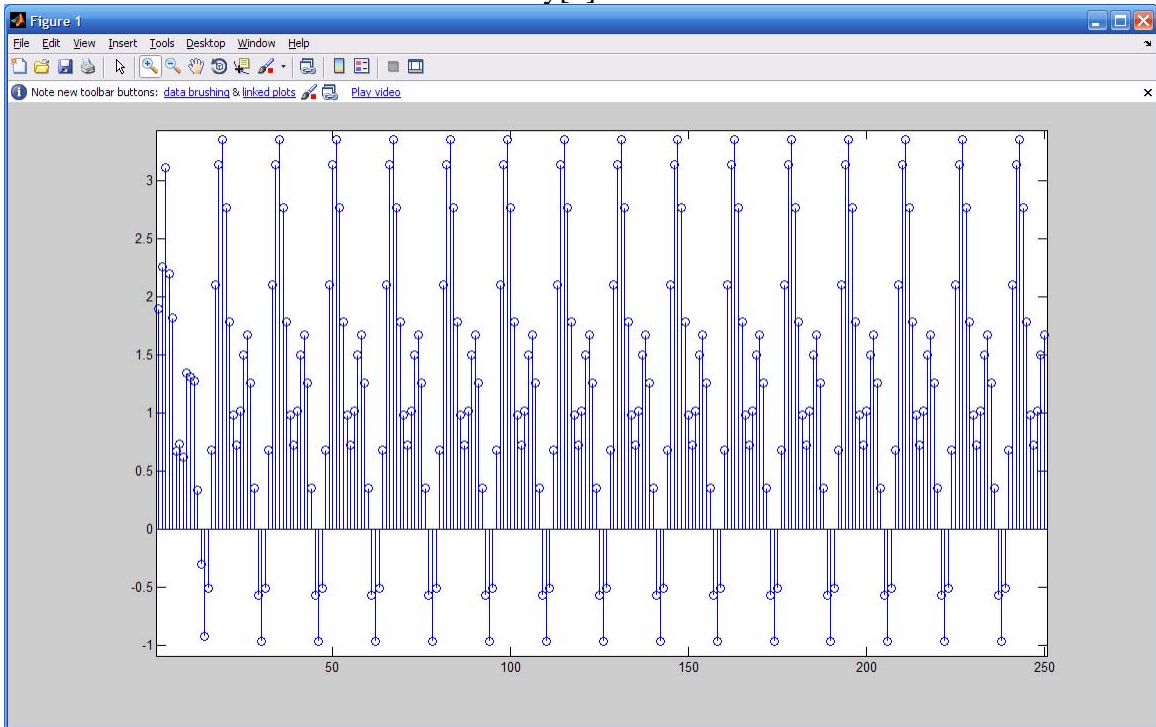 Figure 1
File Edit View Insert Tools Desktop Window Help
Note new toolbar buttons: data brushing & linked plots Play video
3
2.5
2
1.5
1
0.5
0
-0.5
-1
50 100 150 200 250